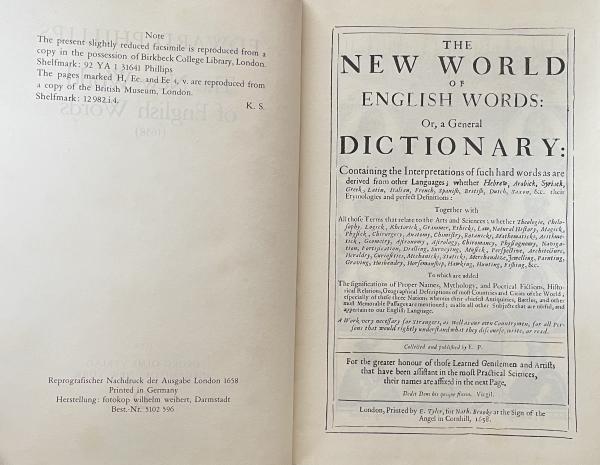 Note
The present slightly reduced facsimile is reproduced from a
copy in the possession of Birkbeck College Library, London.
Shelfmark: 92 YA 1 31641 Phillips
The pages marked H, Ee. and Ee 4, v. are reproduced from
a copy of the British Museum, London.
Shelfmark: 12982.i.4.
K. S.
of English Words
(1658)
Reprografischer Nachdruck der Ausgabe London 1658
Printed in Germany
Herstellung: fotokop wilhelm weihert, Darmstadt
Best.-Nr. 5102 596
THE
NEW WORLD
OF
ENGLISH WORDS:
Or, a General
DICTIONARY:
Containing the Interpretations of such hard words as are
derived from other Languages; whether Hebrew, Arabick, Syriack,
Greek, Latin, Italian, French, Spanish, British, Dutch, Saxon, &c. their
Etymologies and perfect Definitions:
Together with
All those Terms that relate to the Arts and Sciences; whether Theologie, Philo-
sophy, Logick, Rhetorick, Grammer, Ethicks, Law, Natural History, Magick,
Physick, Chirurgery, Anatomy, Chimistry, Botanicks, Mathematicks, Arithme-
tick, Geometry, Astronomy, Astrology, Chiromancy, Physiognomy, Naviga-
tion, Fortification, Dialling, Surveying, Musick, Perspective, Architecture,
Heraldry, Curiosities, Mechanicks, Staticks, Merchandize, Jewelling, Painting,
Graving, Husbandry, Horsemanship, Hawking, Hunting, Fishing, &c.
To which are added
The significations of Proper Names, Mythology, and Poetical Fictions, Histo-
rical Relations, Geographical Descriptions of most Countries and Cities of the World;
especially of these three Nations wherein their chiefest Antiquities, Battles, and other
most Memorable Passages are mentioned; as also all other Subjects that are useful, and
appertain to our English Language.
A Work very necessary for Strangers, as well as our own Countrymen, for all Per-
sons that would rightly understand what they discourse, write, or read.
Collected and published by E. P.
For the greater honour of those Learned Gentlemen and Artists
that have been assistant in the most Practical Sciences,
their names are affixed in the next Page.
Dedit Deus his quoque finem. Virgil.
London, Printed by E. Tyler, for Nath. Brooke at the Sign of the
Angel in Cornhill, 1658.